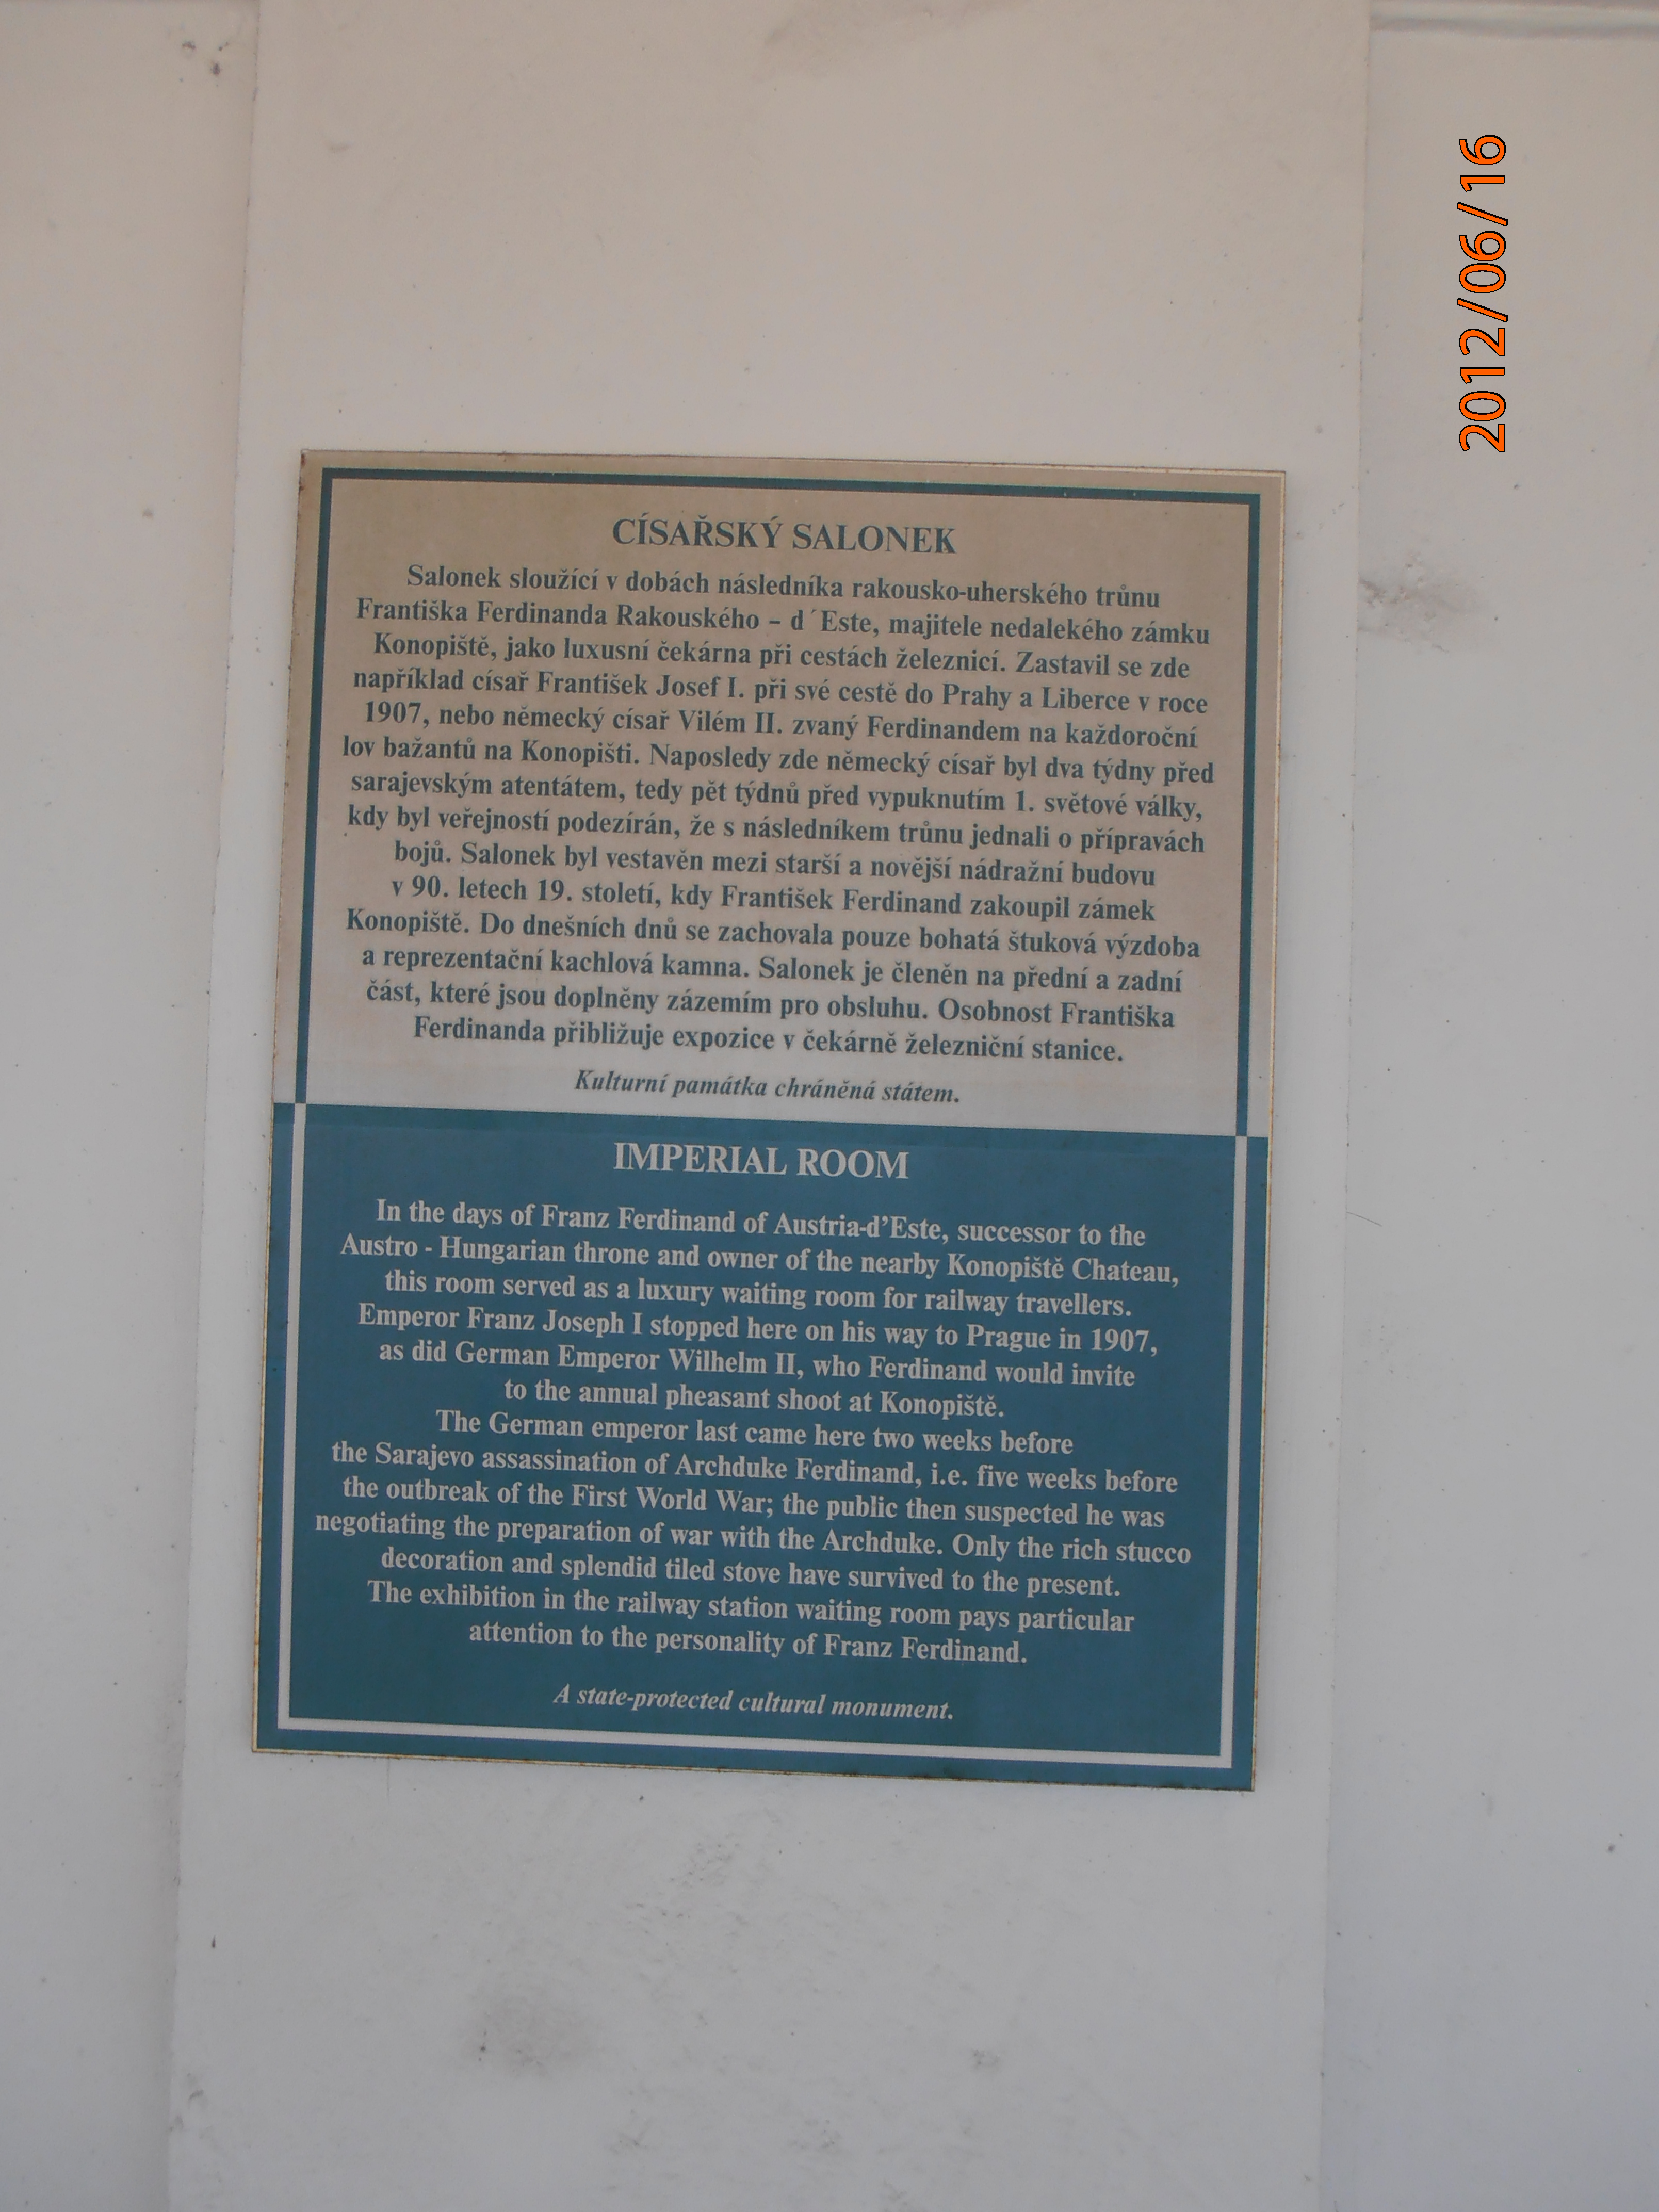 CÍSAŘSKÝ SALONEK
Salonek sloužící v dobách následníka rakousko-uherského trůnu
Františka Ferdinanda Rakouského – d´Este, majitele nedalekého zámku
Konopiště, jako luxusní čekárna při cestách železnicí. Zastavil se zde
například císař František Josef I. při své cestě do Prahy a Liberce v roce
1907, nebo německý císař Vilém II. zvaný Ferdinandem na každoroční
lov bažantů na Konopišti. Naposledy zde německý císař byl dva týdny před
sarajevským atentátem, tedy pět týdnů před vypuknutím 1. světové války,
kdy byl veřejností podezírán, že s následníkem trůnu jednali o přípravách
bojů. Salonek byl vestavěn mezi starší a novější nádražní budovu
v 90. letech 19. století, kdy František Ferdinand zakoupil zámek
Konopiště. Do dnešních dnů se zachovala pouze bohatá štuková výzdoba
a reprezentační kachlová kamna. Salonek je členěn na přední a zadní
část, které jsou doplněny zázemím pro obsluhu. Osobnost Františka
Ferdinanda přibližuje expozice v čekárně železniční stanice.
Kulturní památka chráněná státem.
IMPERIAL ROOM
In the days of Franz Ferdinand of Austria-d’Este, successor to the
Austro - Hungarian throne and owner of the nearby Konopiště Chateau,
this room served as a luxury waiting room for railway travellers.
Emperor Franz Joseph I stopped here on his way to Prague in 1907,
as did German Emperor Wilhelm II, who Ferdinand would invite
to the annual pheasant shoot at Konopiště.
The German emperor last came here two weeks before
the Sarajevo assassination of Archduke Ferdinand, i.e. five weeks before
the outbreak of the First World War; the public then suspected he was
negotiating the preparation of war with the Archduke. Only the rich stucco
decoration and splendid tiled stove have survived to the present.
The exhibition in the railway station waiting room pays particular
attention to the personality of Franz Ferdinand.
A state-protected cultural monument.
2012/06/16